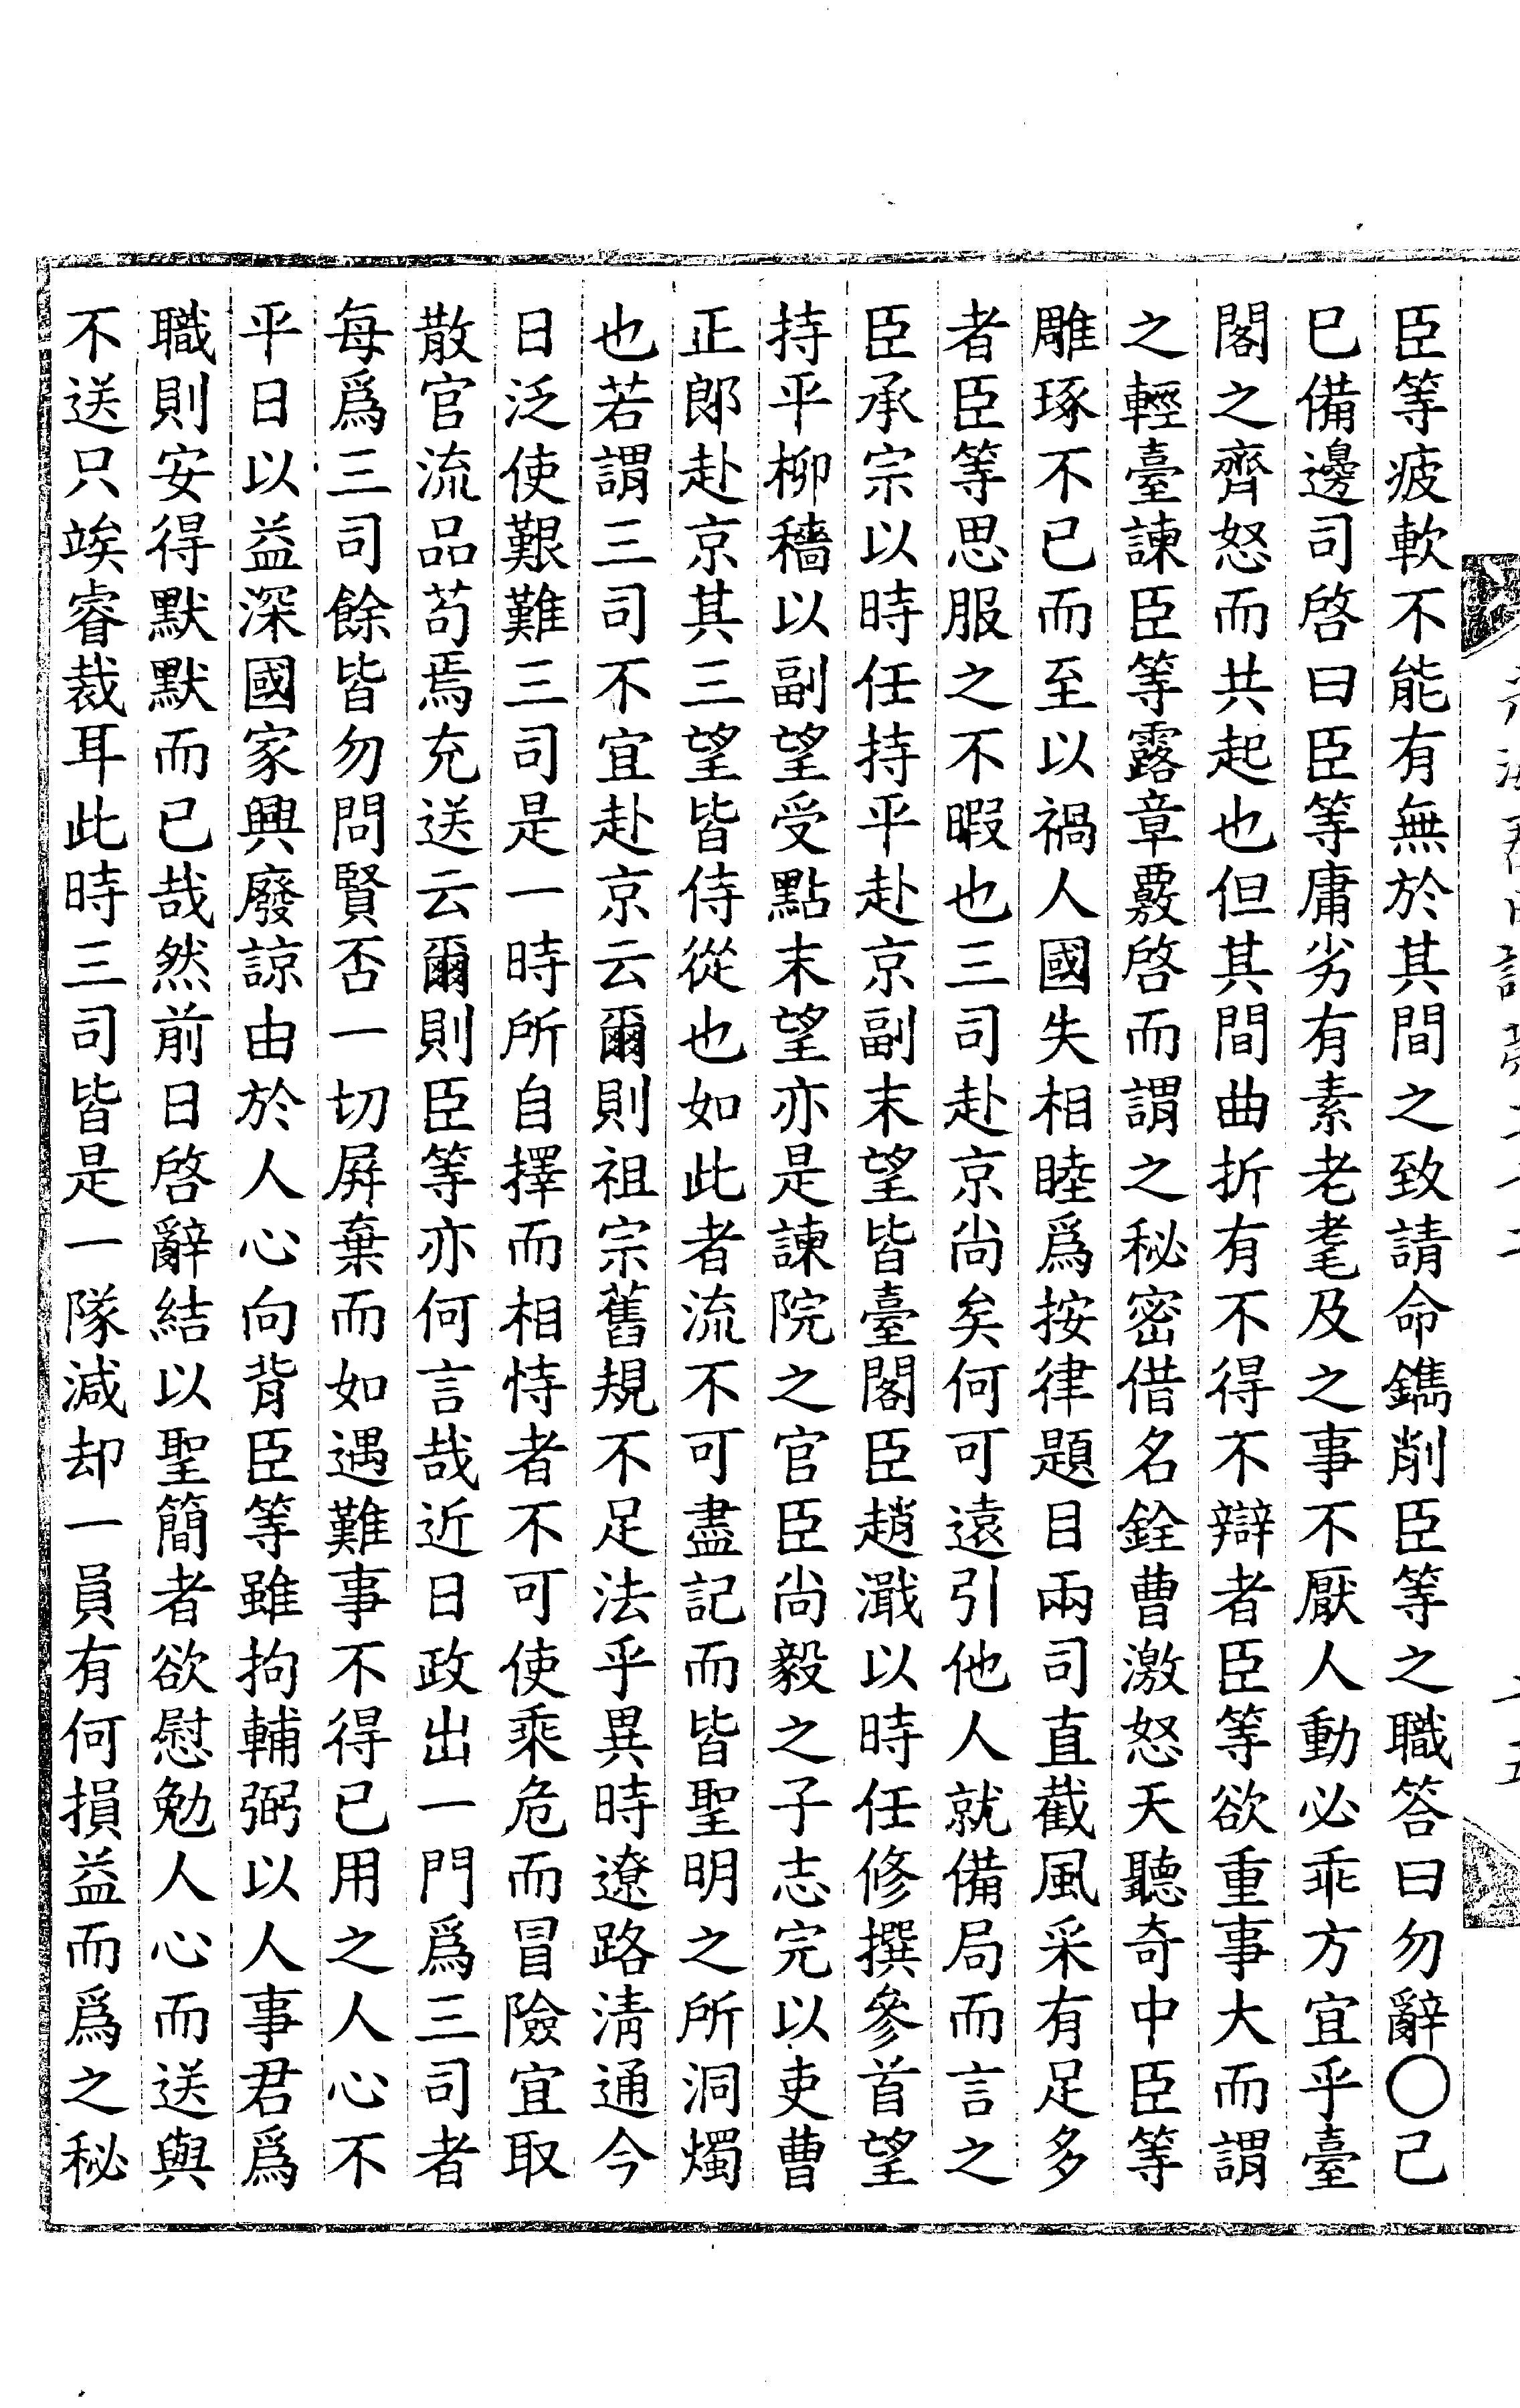 臣等疲軟不能有無於其間之致請命鐫削臣等之職答曰勿辭〇己
巳備邊司啓曰臣等庸劣有素老耄及之事不厭人動必乖方宜乎臺
閣之齊怒而共起也但其間曲折有不得不辯者臣等欲重事大而謂
之輕臺諫臣等露章覈啓而謂之秘密借名銓曹激怒天聽奇中臣等
雕琢不已而至以禍人國失相睦爲按律題目兩司直截風采有足多
者臣等思服之不暇也三司赴京尙矣何可遠引他人就備局而言之
臣承宗以時任持平赴京副末望皆臺閣臣趙濈以時任修撰參首望
持平柳穡以副望受點末望亦是諫院之官臣尙毅之子志完以吏曹
正郞赴京其三望皆侍從也如此者流不可盡記而皆聖明之所洞燭
也若謂三司不宜赴京云爾則祖宗舊規不足法乎異時遼路淸通今
日泛使艱難三司是一時所自擇而相恃者不可使乘危而冒險宜取
散官流品苟焉充送云爾則臣等亦何言哉近日政出一門爲三司者
每爲三司餘皆勿問賢否一切屛棄而如遇難事不得已用之人心不
平日以益深國家興廢諒由於人心向背臣等雖拘輔弼以人事君爲
職則安得默默而已哉然前日啓辭結以聖簡者欲慰勉人心而送與
不送只竢睿裁耳此時三司皆是一隊減却一員有何損益而爲之秘